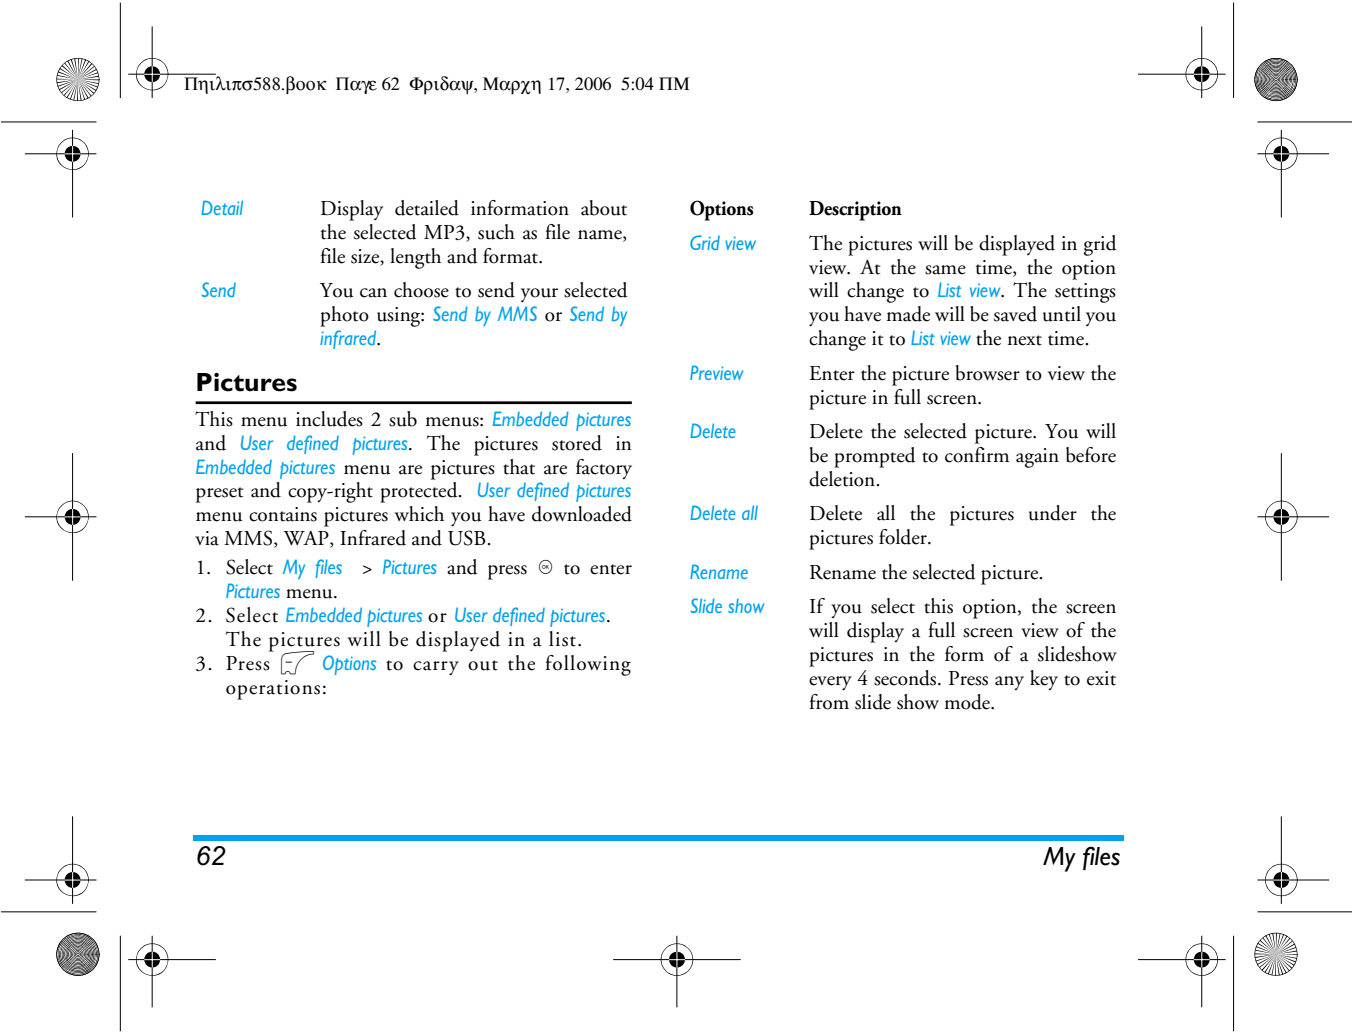 Πηιλιπσ588.βοοκ Παγε 62 Φριδαψ, Μαρχη 17, 2006 5:04 ΠΜ
Detail Display detailed information about
the selected MP3, such as file name,
file size, length and format.
Send You can choose to send your selected
photo using: Send by MMS or Send by
infrared.
Pictures
This menu includes 2 sub menus: Embedded pictures
and User defined pictures. The pictures stored in
Embedded pictures menu are pictures that are factory
preset and copy-right protected. User defined pictures
menu contains pictures which you have downloaded
via MMS, WAP, Infrared and USB.
1. Select My files > Pictures and press to enter
Pictures menu.
2. Select Embedded pictures or User defined pictures.
The pictures will be displayed in a list.
3. Press Options to carry out the following
operations:
Options Description
Grid view The pictures will be displayed in grid
view. At the same time, the option
will change to List view. The settings
you have made will be saved until you
change it to List view the next time.
Preview Enter the picture browser to view the
picture in full screen.
Delete Delete the selected picture. You will
be prompted to confirm again before
deletion.
Delete all Delete all the pictures under the
pictures folder.
Rename Rename the selected picture.
Slide show If you select this option, the screen
will display a full screen view of the
pictures in the form of a slideshow
every 4 seconds. Press any key to exit
from slide show mode.
62 My files